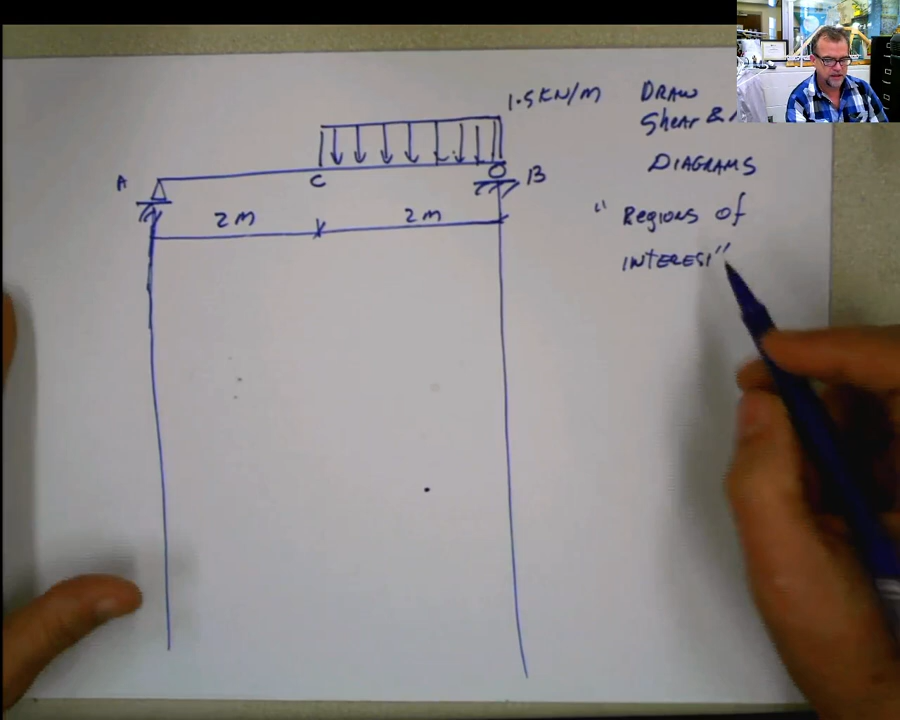 1.5KN/M
DRAW
Shear &
DIAGRAMS
A
C
B
2M
2M
" Regions of
INTEREST"